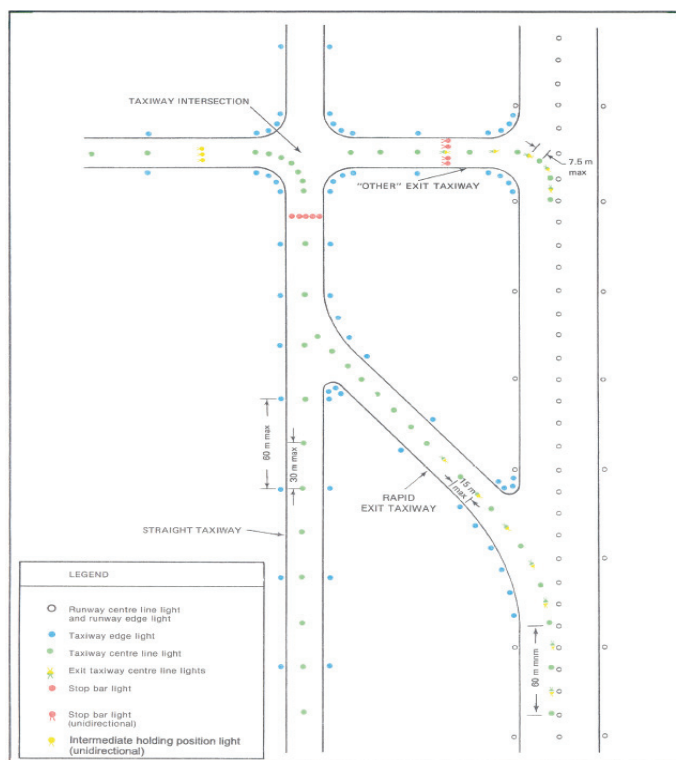 TAXIWAY INTERSECTION
7.5 m
max
"OTHER" EXIT TAXIWAY
60 m max
30 m max
15 m
max
RAPID
EXIT TAXIWAY
STRAIGHT TAXIWAY
60 m mnm
LEGEND
Runway centre line light
and runway edge light
Taxiway edge light
Taxiway centre line light
Exit taxiway centre line lights
Stop bar light
Stop bar light
(unidirectional)
Intermediate holding position light
(unidirectional)